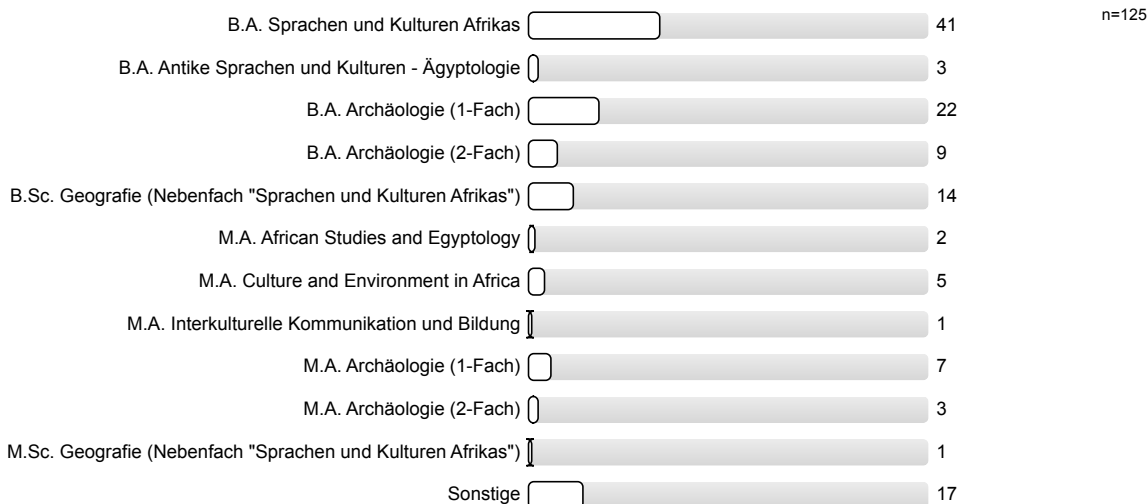 B.A. Sprachen und Kulturen Afrikas 41 n=125
B.A. Antike Sprachen und Kulturen - Ägyptologie 3
B.A. Archäologie (1-Fach) 22
B.A. Archäologie (2-Fach) 9
B.Sc. Geografie (Nebenfach "Sprachen und Kulturen Afrikas") 14
M.A. African Studies and Egyptology 2
M.A. Culture and Environment in Africa 5
M.A. Interkulturelle Kommunikation und Bildung 1
M.A. Archäologie (1-Fach) 7
M.A. Archäologie (2-Fach) 3
M.Sc. Geografie (Nebenfach "Sprachen und Kulturen Afrikas") 1
Sonstige 17